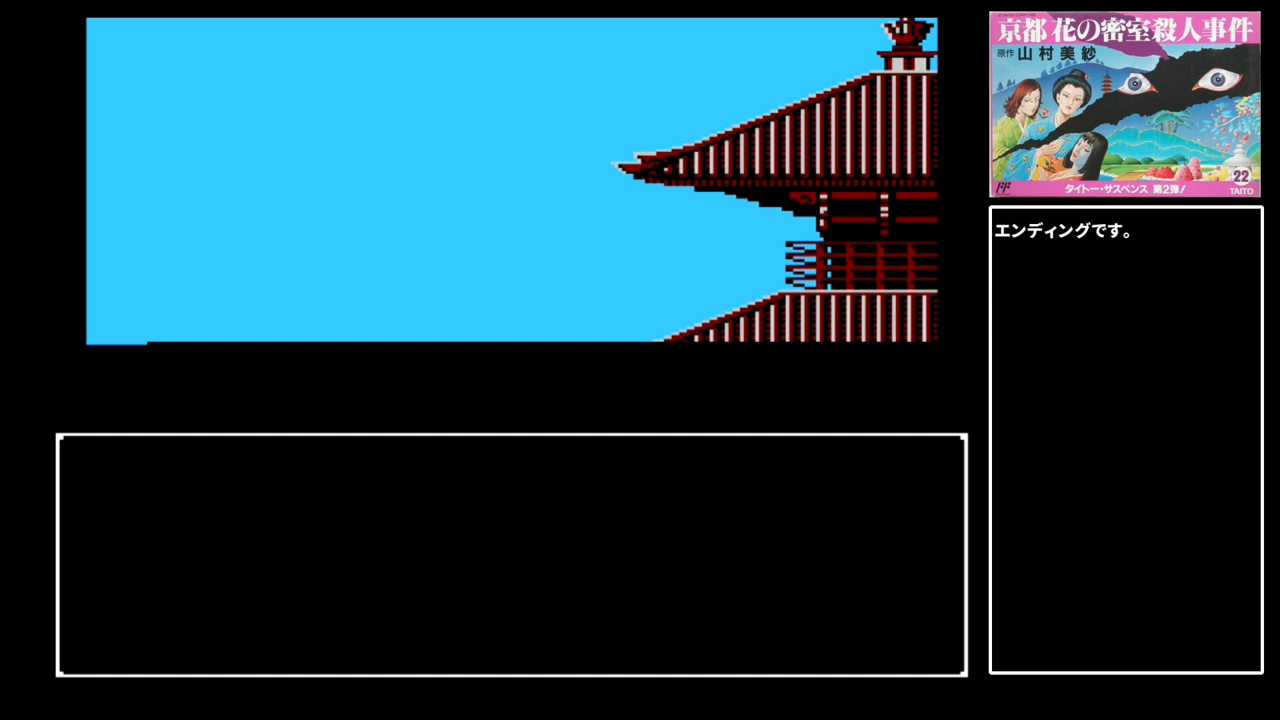 京都 花の密室殺人事件
原作 山村美紗
22
タイトー・サスペンス 第2弾!
TAITO
エンディングです。